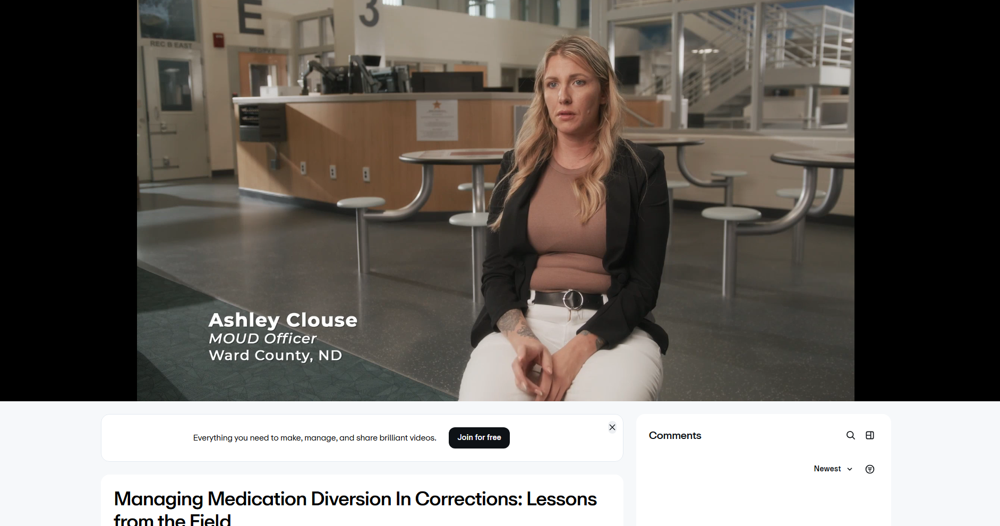 E
3
REC B EAST
Ashley Clouse
MOUD Officer
Ward County, ND
Everything you need to make, manage, and share brilliant videos.
Join for free
Comments
Newest
Managing Medication Diversion In Corrections: Lessons
from the Field